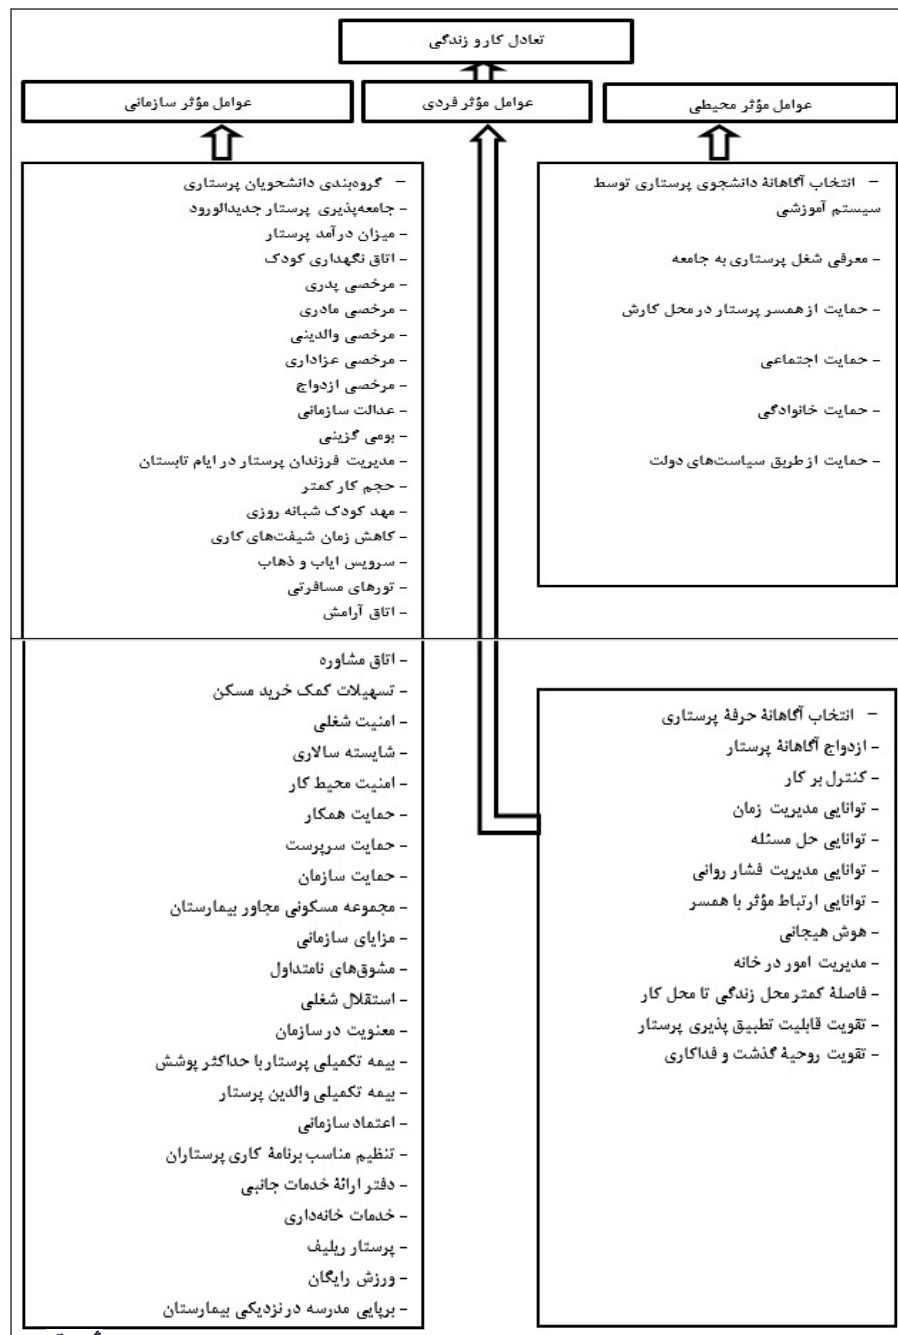 تعادل کار و زندگی
عوامل مؤثر محیطی
عوامل مؤثر فردی
عوامل مؤثر سازمانی
– انتخاب آگاهانهٔ دانشجوی پرستاری توسط
سیستم آموزشی
– معرفی شغل پرستاری به جامعه
– حمایت از همسر پرستار در محل کارش
– حمایت اجتماعی
– حمایت خانوادگی
– حمایت از طریق سیاست‌های دولت
– انتخاب آگاهانهٔ حرفهٔ پرستاری
– ازدواج آگاهانهٔ پرستار
– کنترل بر کار
– توانایی مدیریت زمان
– توانایی حل مسئله
– توانایی مدیریت فشار روانی
– توانایی ارتباط مؤثر با همسر
– هوش هیجانی
– مدیریت امور در خانه
– فاصلهٔ کمتر محل زندگی تا محل کار
– تقویت قابلیت تطبیق پذیری پرستار
– تقویت روحیهٔ گذشت و فداکاری
– گروه‌بندی دانشجویان پرستاری
– جامعه‌پذیری پرستار جدیدالورود
– میزان درآمد پرستار
– اتاق نگهداری کودک
– مرخصی پدری
– مرخصی مادری
– مرخصی والدینی
– مرخصی عزاداری
– مرخصی ازدواج
– عدالت سازمانی
– بومی گزینی
– مدیریت فرزندان پرستار در ایام تابستان
– حجم کار کمتر
– مهد کودک شبانه روزی
– کاهش زمان شیفت‌های کاری
– سرویس ایاب و ذهاب
– تورهای مسافرتی
– اتاق آرامش
– اتاق مشاوره
– تسهیلات کمک خرید مسکن
– امنیت شغلی
– شایسته سالاری
– امنیت محیط کار
– حمایت همکار
– حمایت سرپرست
– حمایت سازمان
– مجموعه مسکونی مجاور بیمارستان
– مزایای سازمانی
– مشوق‌های نامتداول
– استقلال شغلی
– معنویت در سازمان
– بیمه تکمیلی پرستار با حداکثر پوشش
– بیمه تکمیلی والدین پرستار
– اعتماد سازمانی
– تنظیم مناسب برنامهٔ کاری پرستاران
– دفتر ارائهٔ خدمات جانبی
– خدمات خانه‌داری
– پرستار ریلیف
– ورزش رایگان
– برپایی مدرسه در نزدیکی بیمارستان